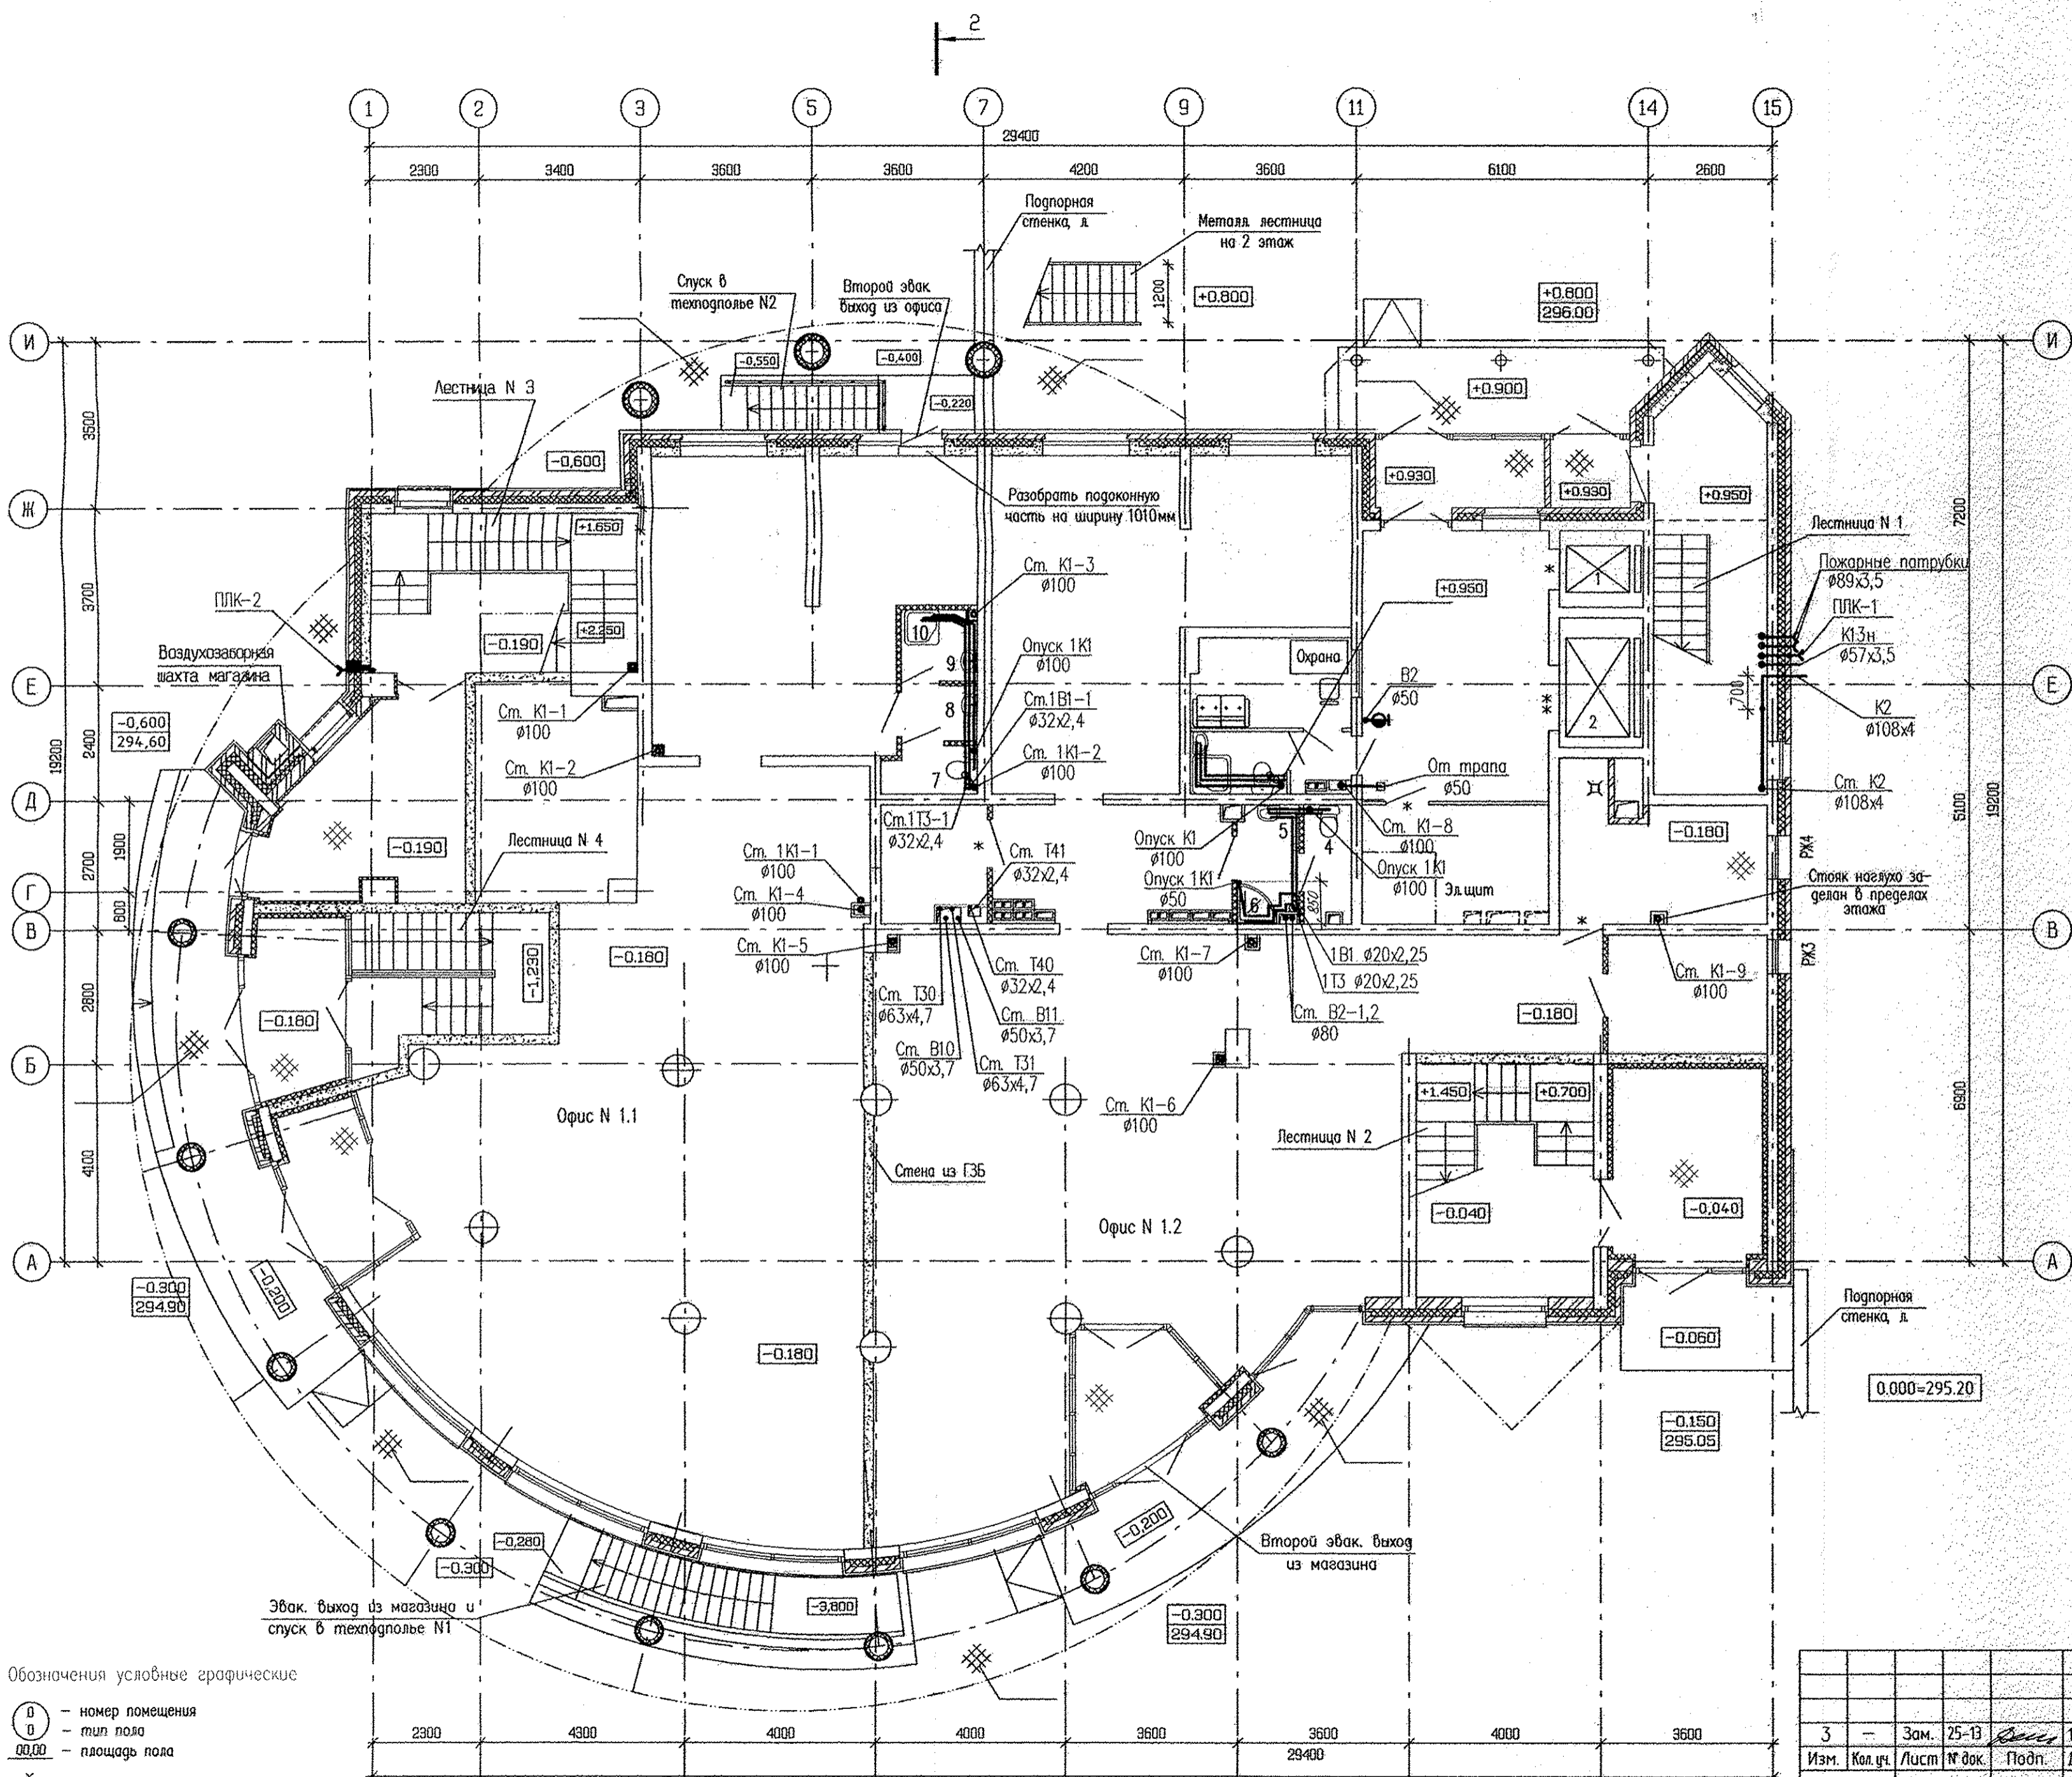 2
1
2
3
5
7
9
11
14
15
29400
2300
3400
3600
3600
4200
3600
6100
2600
Подпорная
стенка, л.
Металл. лестница
на 2 этаж
1200
+0.800
+0.800
296.00
Спуск в
техподполье N2
Второй эвак.
выход из офиса
И
И
-0,550
-0,400
+0.900
Лестница N 3
-0,220
3500
-0,600
+0.930
+0.930
+0.950
Ж
Разобрать подоконную
часть на ширину 1010мм
+1.650
7200
Лестница N 1
Ст. К1-3
ø100
Пожарные патрубки
ø89х3,5
1
+0.950
3700
ПЛК-2
ПЛК-1
-0.190
+2.250
10
К13н
ø57х3,5
Воздухозаборная
шахта магазина
Опуск 1К1
ø100
Охрана
9
Е
Е
В2
ø50
700
8
Ст.1В1-1
ø32х2,4
Ст. К1-1
ø100
К2
ø108х4
-0,600
294,60
2
19200
2400
Ст. 1К1-2
ø100
Ст. К1-2
ø100
От трапа
ø50
7
Д
Ст. К2
ø108х4
5100
19200
Ст.1Т3-1
ø32х2,4
Лестница N 4
-0.190
Опуск К1
ø100
5
4
Ст. К1-8
ø100
-0.180
РЖ4
1900
2700
Ст. 1К1-1
ø100
Ст. Т41
ø32х2,4
Опуск 1К1
ø50
Опуск 1К1
ø100
Эл.щит
Стояк наглухо за-
делан в пределах
этажа
Г
Ст. К1-4
ø100
6
850
800
В
В
Ст. К1-5
ø100
-0.180
-1.230
Ст. К1-7
ø100
1В1 ø20х2,25
1Т3 ø20х2,25
РЖ3
Ст. К1-9
ø100
Ст. Т40
ø32х2,4
2800
Ст. Т30
ø63х4,7
Ст. В11
ø50х3,7
Ст. В2-1,2
ø80
-0.180
-0.180
Ст. В10
ø50х3,7
Ст. Т31
ø63х4,7
Б
+1.450
+0.700
6900
Офис N 1.1
Ст. К1-6
ø100
Лестница N 2
4100
Стена из ГЗБ
-0.040
-0,040
Офис N 1.2
А
А
-0.300
294.90
-0,200
Подпорная
стенка, л.
-0.060
-0.180
0.000=295.20
-0.150
295.05
-0,280
-0.300
-0,200
Второй эвак. выход
из магазина
Эвак. выход из магазина и
спуск в техподполье N1
-3,800
-0.300
294.90
Обозначения условные графические
0
0
– номер помещения
– тип пола
00,00 – площадь пола
2300
4300
4000
4000
3600
3600
4000
3600
29400
3
–
Зам.
25-13
Изм.
Кол.уч.
Лист
N док.
Подп.